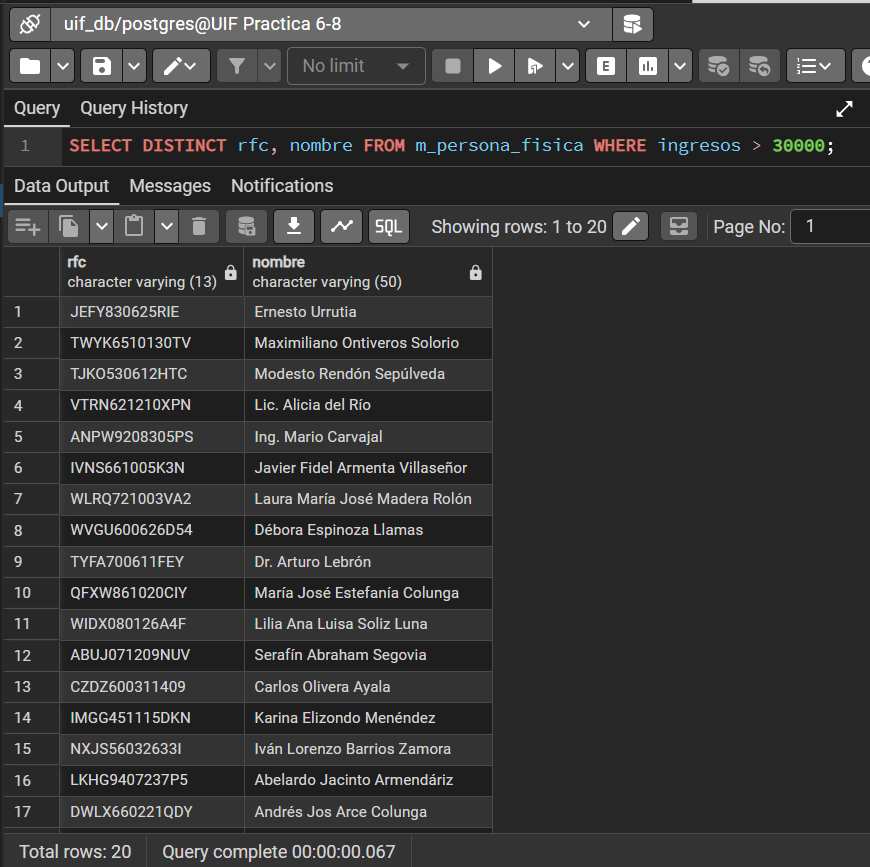 uif_db/postgres@UIF Practica 6-8
No limit
E
Query Query History
1 SELECT DISTINCT rfc, nombre FROM m_persona_fisica WHERE ingresos > 30000;
Data Output Messages Notifications
SQL Showing rows: 1 to 20 Page No: 1
rfc nombre
character varying (13) character varying (50)
1 JEFY830625RIE Ernesto Urrutia
2 TWYK6510130TV Maximiliano Ontiveros Solorio
3 TJKO530612HTC Modesto Rendón Sepúlveda
4 VTRN621210XPN Lic. Alicia del Río
5 ANPW9208305PS Ing. Mario Carvajal
6 IVNS661005K3N Javier Fidel Armenta Villaseñor
7 WLRQ721003VA2 Laura María José Madera Rolón
8 WVGU600626D54 Débora Espinoza Llamas
9 TYFA700611FEY Dr. Arturo Lebrón
10 QFXW861020CIY María José Estefanía Colunga
11 WIDX080126A4F Lilia Ana Luisa Soliz Luna
12 ABUJ071209NUV Serafín Abraham Segovia
13 CZDZ600311409 Carlos Olivera Ayala
14 IMGG451115DKN Karina Elizondo Menéndez
15 NXJS56032633I Iván Lorenzo Barrios Zamora
16 LKHG9407237P5 Abelardo Jacinto Armendáriz
17 DWLX660221QDY Andrés Jos Arce Colunga
Total rows: 20 Query complete 00:00:00.067